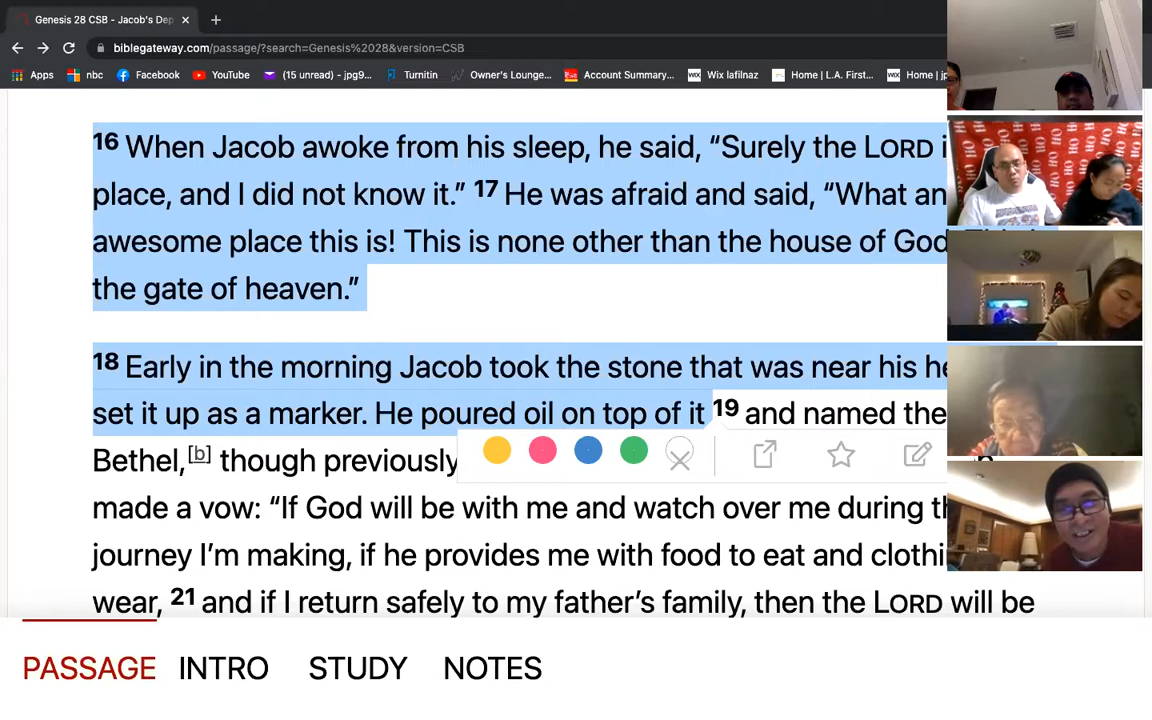 Genesis 28 CSB - Jacob's Dep
biblegateway.com/passage/?search=Genesis%2028&version=CSB
Apps nbc Facebook YouTube (15 unread) - jpg9... Turnitin Owner's Lounge... Account Summary... WIX Wix lafilnaz Home | L.A. First... WIX Home | jp
16 When Jacob awoke from his sleep, he said, “Surely the LORD i
place, and I did not know it.” 17 He was afraid and said, “What an
awesome place this is! This is none other than the house of God
the gate of heaven.”
18 Early in the morning Jacob took the stone that was near his he
set it up as a marker. He poured oil on top of it 19 and named the
Bethel,[b] though previously
made a vow: “If God will be with me and watch over me during th
journey I’m making, if he provides me with food to eat and clothi
wear, 21 and if I return safely to my father’s family, then the LORD will be
PASSAGE INTRO STUDY NOTES
HO HO HO